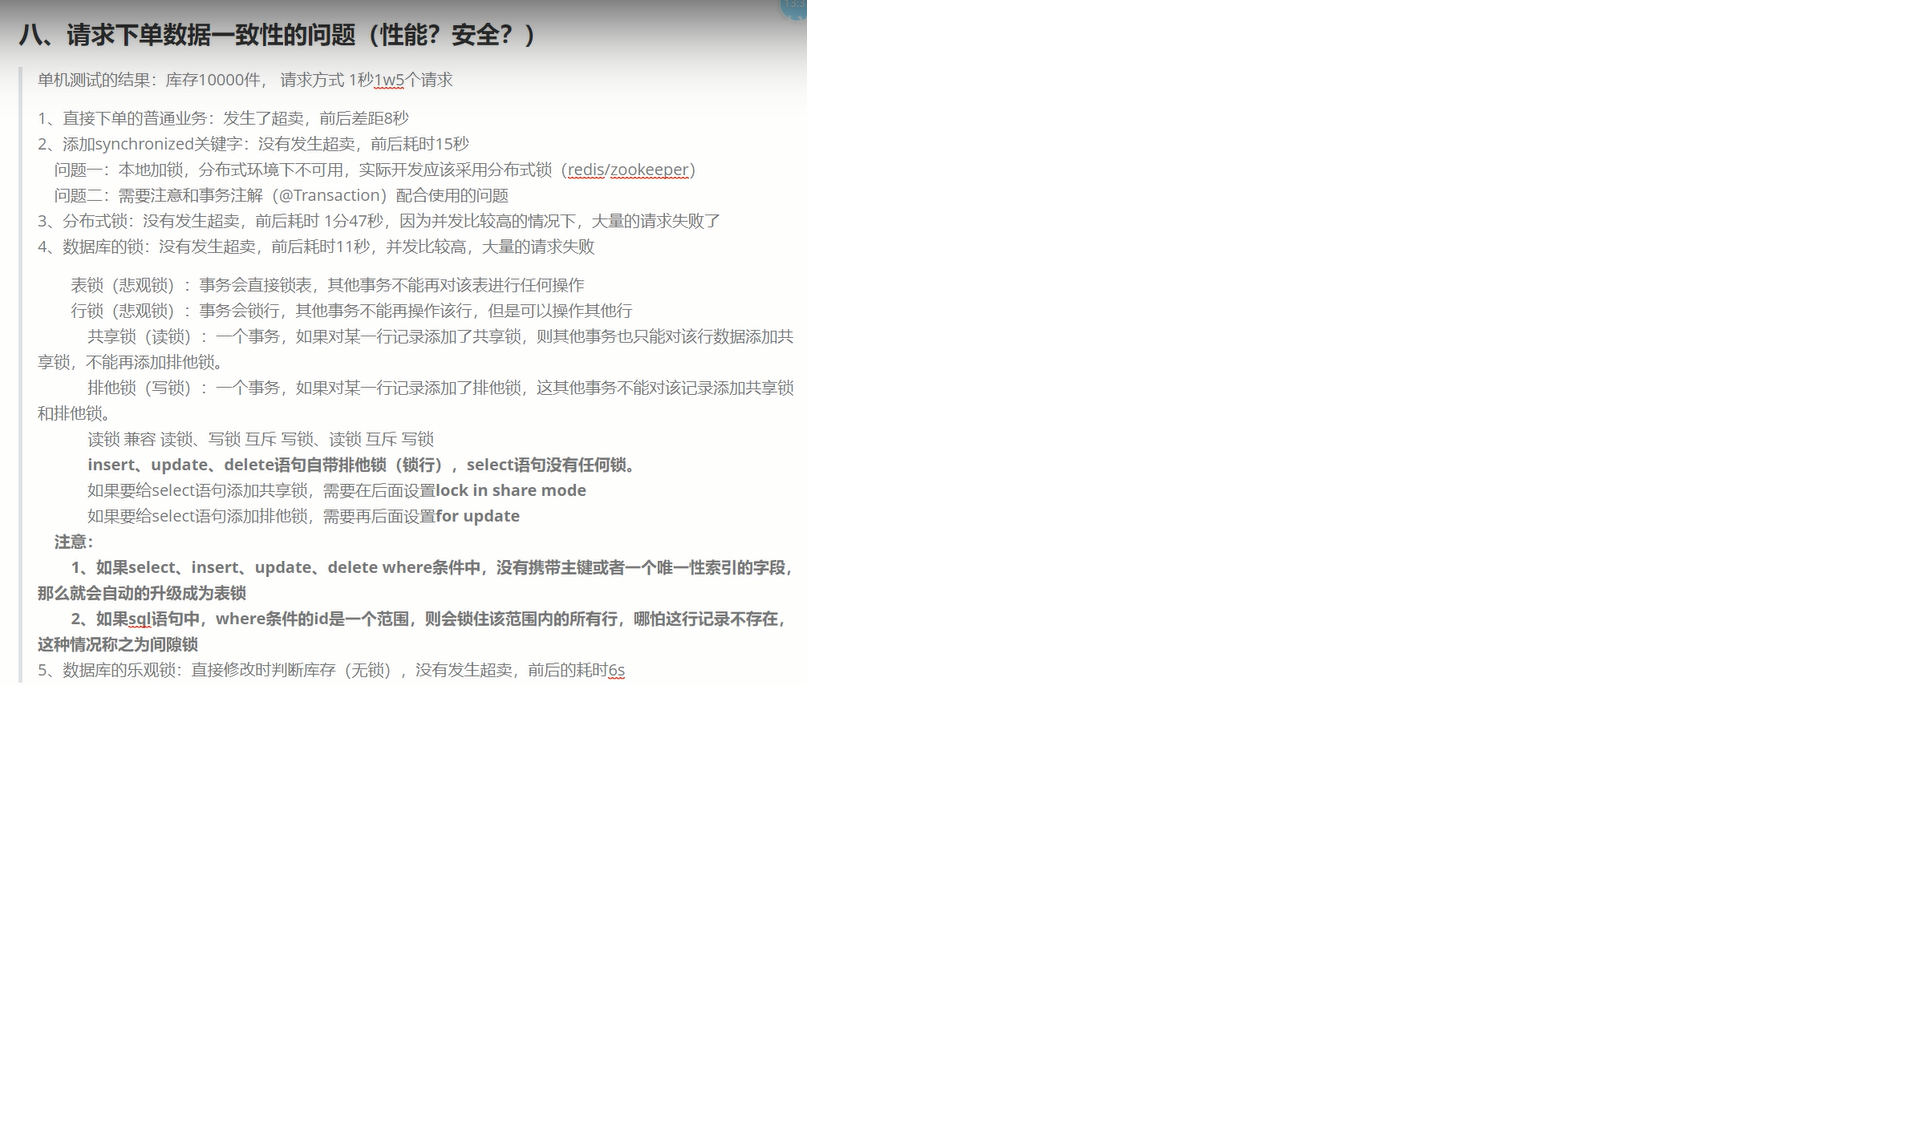 八、请求下单数据一致性的问题（性能？安全？）
单机测试的结果：库存10000件， 请求方式 1秒1w5个请求
1、直接下单的普通业务：发生了超卖，前后差距8秒
2、添加synchronized关键字：没有发生超卖，前后耗时15秒
问题一：本地加锁，分布式环境下不可用，实际开发应该采用分布式锁（redis/zookeeper）
问题二：需要注意和事务注解（@Transaction）配合使用的问题
3、分布式锁：没有发生超卖，前后耗时 1分47秒，因为并发比较高的情况下，大量的请求失败了
4、数据库的锁：没有发生超卖，前后耗时11秒，并发比较高，大量的请求失败
表锁（悲观锁）：事务会直接锁表，其他事务不能再对该表进行任何操作
行锁（悲观锁）：事务会锁行，其他事务不能再操作该行，但是可以操作其他行
共享锁（读锁）：一个事务，如果对某一行记录添加了共享锁，则其他事务也只能对该行数据添加共
享锁，不能再添加排他锁。
排他锁（写锁）：一个事务，如果对某一行记录添加了排他锁，这其他事务不能对该记录添加共享锁
和排他锁。
读锁 兼容 读锁、写锁 互斥 写锁、读锁 互斥 写锁
insert、update、delete语句自带排他锁（锁行），select语句没有任何锁。
如果要给select语句添加共享锁，需要在后面设置lock in share mode
如果要给select语句添加排他锁，需要再后面设置for update
注意：
1、如果select、insert、update、delete where条件中，没有携带主键或者一个唯一性索引的字段，
那么就会自动的升级成为表锁
2、如果sql语句中，where条件的id是一个范围，则会锁住该范围内的所有行，哪怕这行记录不存在，
这种情况称之为间隙锁
5、数据库的乐观锁：直接修改时判断库存（无锁），没有发生超卖，前后的耗时6s